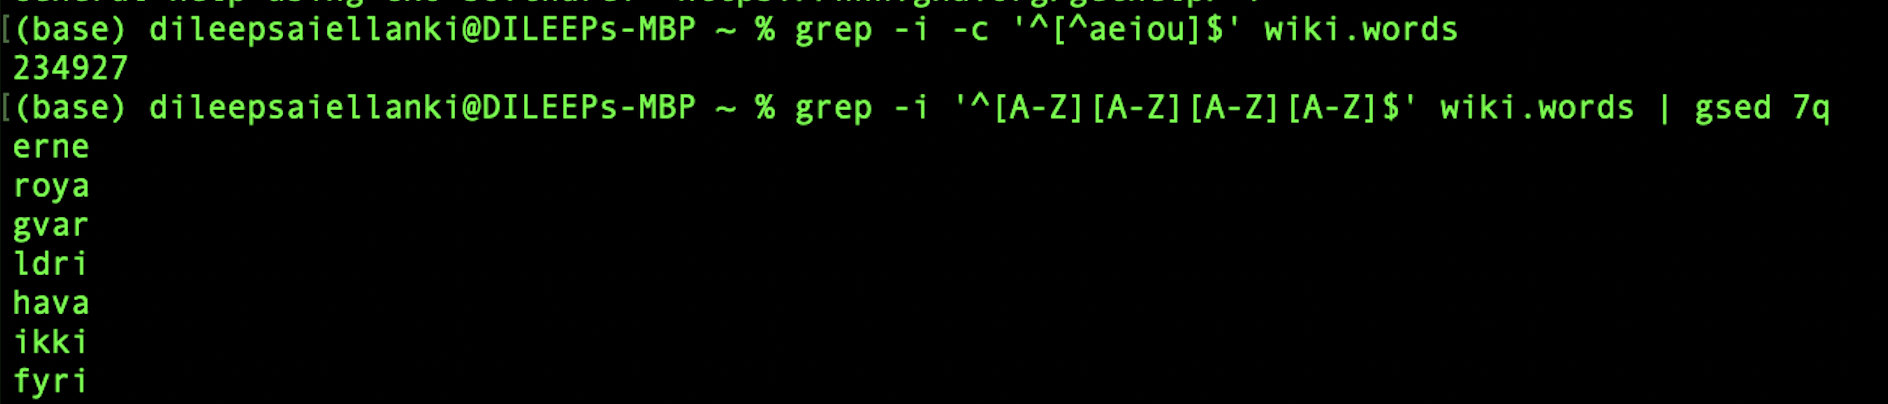 [(base) dileepsaiellanki@DILEEPs-MBP ~ % grep -i -c '^[^aeiou]$' wiki.words
234927
[(base) dileepsaiellanki@DILEEPs-MBP ~ % grep -i '^[A-Z][A-Z][A-Z][A-Z]$' wiki.words | gsed 7q
erne
roya
gvar
ldri
hava
ikki
fyri